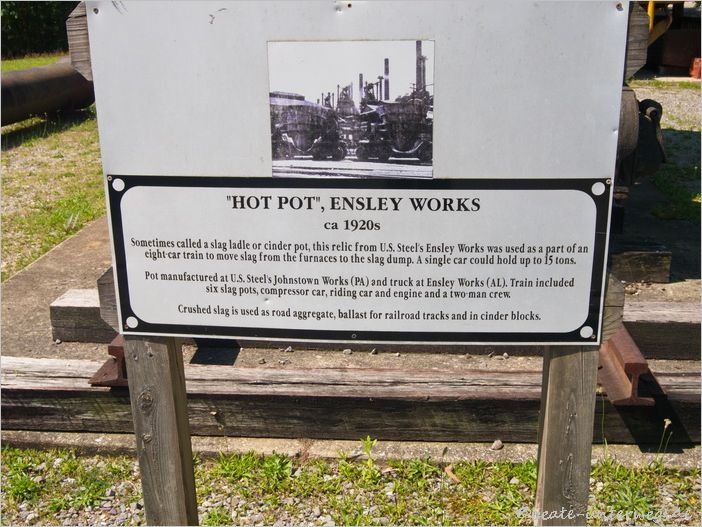 "HOT POT", ENSLEY WORKS
ca 1920s
Sometimes called a slag ladle or cinder pot, this relic from U.S. Steel's Ensley Works was used as a part of an
eight-car train to move slag from the furnaces to the slag dump. A single car could hold up to 15 tons.
Pot manufactured at U.S. Steel's Johnstown Works (PA) and truck at Ensley Works (AL). Train included
six slag pots, compressor car, riding car and engine and a two-man crew.
Crushed slag is used as road aggregate, ballast for railroad tracks and in cinder blocks.